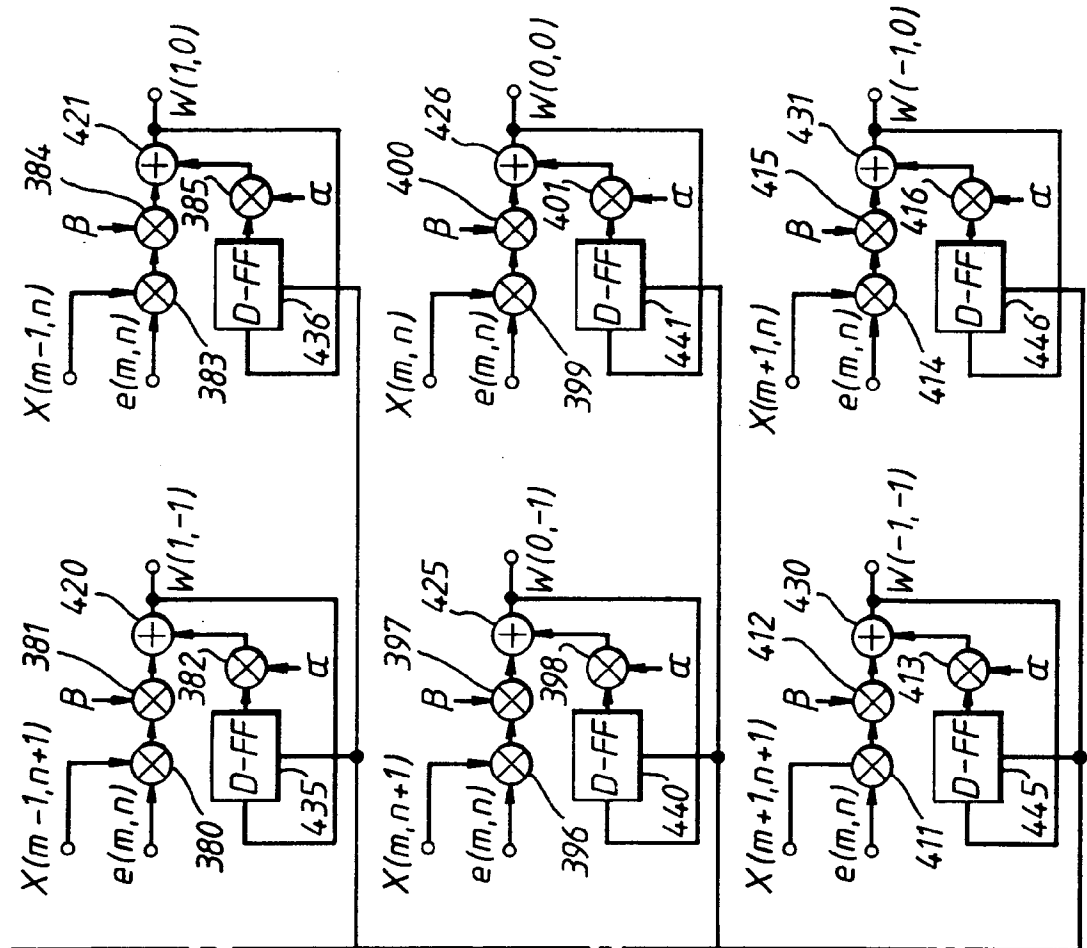 X(m-1,n+1)
e(m,n)
380
β
381
420
382
α
D-FF
435
W(1,-1)
X(m-1,n)
e(m,n)
383
β
384
421
385
α
D-FF
436
W(1,0)
X(m,n+1)
e(m,n)
396
β
397
425
398
α
D-FF
440
W(0,-1)
X(m,n)
e(m,n)
399
β
400
426
401
α
D-FF
441
W(0,0)
X(m+1,n+1)
e(m,n)
411
β
412
430
413
α
D-FF
445
W(-1,-1)
X(m+1,n)
e(m,n)
414
β
415
431
416
α
D-FF
446
W(-1,0)